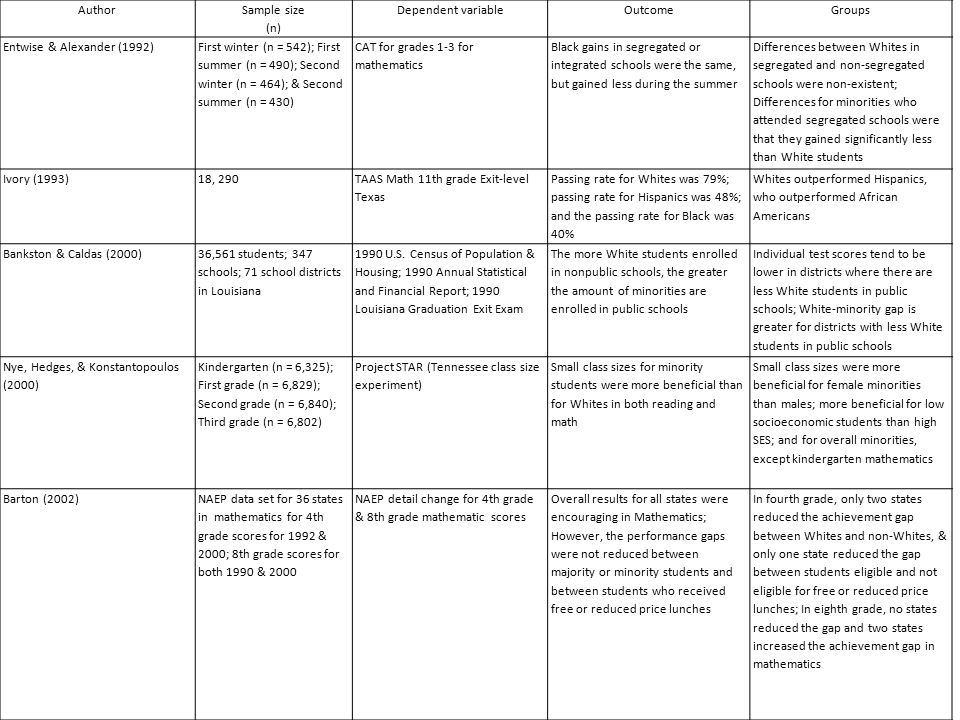 Author
Sample size
(n)
Dependent variable
Outcome
Groups
Entwise & Alexander (1992)
First winter (n = 542); First
summer (n = 490); Second
winter (n = 464); & Second
summer (n = 430)
CAT for grades 1-3 for
mathematics
Black gains in segregated or
integrated schools were the same,
but gained less during the summer
Differences between Whites in
segregated and non-segregated
schools were non-existent;
Differences for minorities who
attended segregated schools were
that they gained significantly less
than White students
Ivory (1993)
18, 290
TAAS Math 11th grade Exit-level
Texas
Passing rate for Whites was 79%;
passing rate for Hispanics was 48%;
and the passing rate for Black was
40%
Whites outperformed Hispanics,
who outperformed African
Americans
Bankston & Caldas (2000)
36,561 students; 347
schools; 71 school districts
in Louisiana
1990 U.S. Census of Population &
Housing; 1990 Annual Statistical
and Financial Report; 1990
Louisiana Graduation Exit Exam
The more White students enrolled
in nonpublic schools, the greater
the amount of minorities are
enrolled in public schools
Individual test scores tend to be
lower in districts where there are
less White students in public
schools; White-minority gap is
greater for districts with less White
students in public schools
Nye, Hedges, & Konstantopoulos
(2000)
Kindergarten (n = 6,325);
First grade (n = 6,829);
Second grade (n = 6,840);
Third grade (n = 6,802)
Project STAR (Tennessee class size
experiment)
Small class sizes for minority
students were more beneficial than
for Whites in both reading and
math
Small class sizes were more
beneficial for female minorities
than males; more beneficial for low
socioeconomic students than high
SES; and for overall minorities,
except kindergarten mathematics
Barton (2002)
NAEP data set for 36 states
in mathematics for 4th
grade scores for 1992 &
2000; 8th grade scores for
both 1990 & 2000
NAEP detail change for 4th grade
& 8th grade mathematic scores
Overall results for all states were
encouraging in Mathematics;
However, the performance gaps
were not reduced between
majority or minority students and
between students who received
free or reduced price lunches
In fourth grade, only two states
reduced the achievement gap
between Whites and non-Whites, &
only one state reduced the gap
between students eligible and not
eligible for free or reduced price
lunches; In eighth grade, no states
reduced the gap and two states
increased the achievement gap in
mathematics